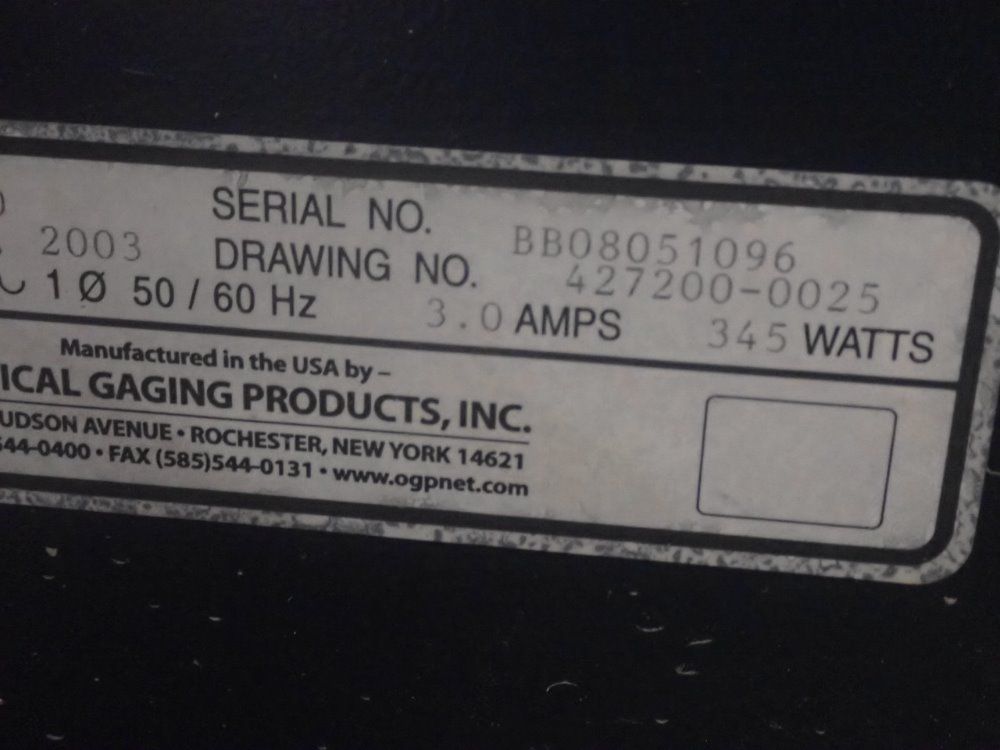 SERIAL NO. BB08051096
2003 DRAWING NO. 427200-0025
1Ø 50 / 60 Hz 3.0 AMPS 345 WATTS
Manufactured in the USA by –
ICAL GAGING PRODUCTS, INC.
UDSON AVENUE • ROCHESTER, NEW YORK 14621
544-0400 • FAX (585)544-0131 • www.ogpnet.com